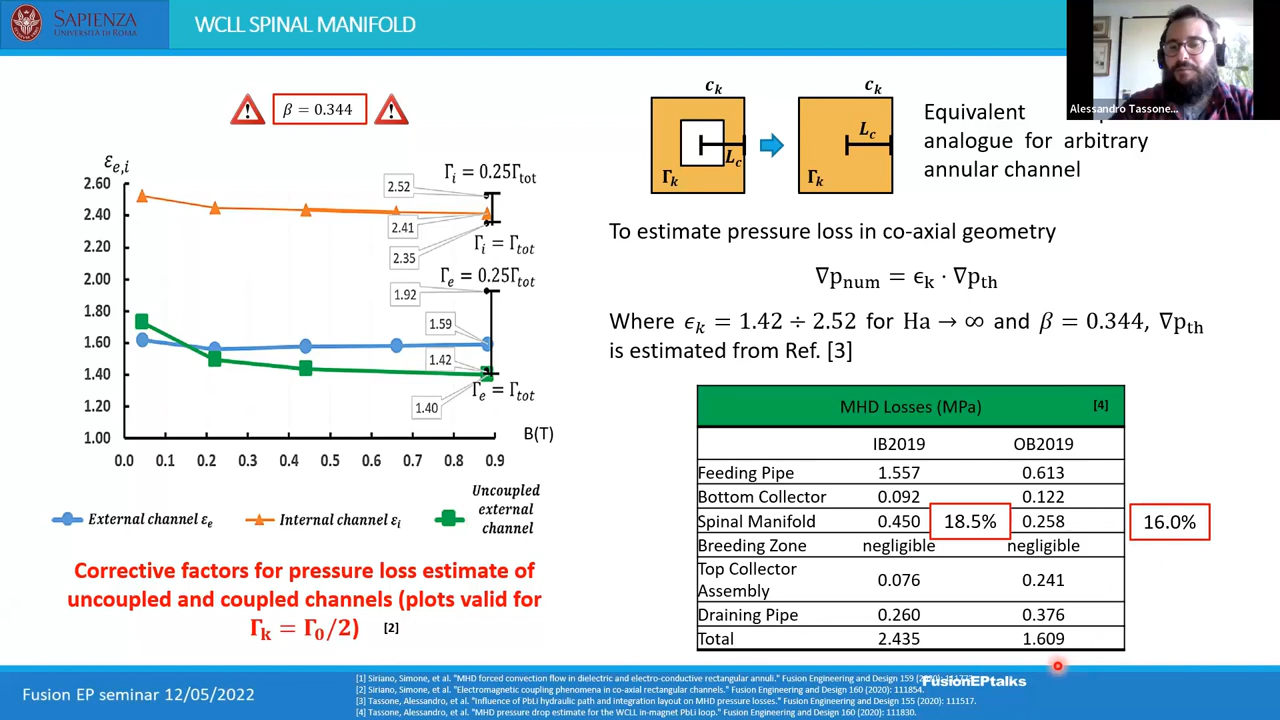 SAPIENZA
UNIVERSITÀ DI ROMA
WCLL SPINAL MANIFOLD
Alessandro Tassone...
β = 0.344
ε_{e,i}
2.60
2.40
2.20
2.00
1.80
1.60
1.40
1.20
1.00
0.0 0.1 0.2 0.3 0.4 0.5 0.6 0.7 0.8 0.9
B(T)
2.52
2.41
2.35
1.92
1.59
1.42
1.40
Γ_i = 0.25Γ_tot
Γ_i = Γ_tot
Γ_e = 0.25Γ_tot
Γ_e = Γ_tot
External channel ε_e
Internal channel ε_i
Uncoupled
external
channel
Corrective factors for pressure loss estimate of
uncoupled and coupled channels (plots valid for
Γ_k = Γ_0/2) [2]
c_k
L_c
Γ_k
c_k
L_c
Γ_k
Equivalent
analogue for arbitrary
annular channel
To estimate pressure loss in co-axial geometry
∇p_num = ϵ_k · ∇p_th
Where ϵ_k = 1.42 ÷ 2.52 for Ha → ∞ and β = 0.344, ∇p_th
is estimated from Ref. [3]
MHD Losses (MPa) [4]
IB2019 OB2019
Feeding Pipe 1.557 0.613
Bottom Collector 0.092 0.122
Spinal Manifold 0.450 18.5% 0.258 16.0%
Breeding Zone negligible negligible
Top Collector
Assembly 0.076 0.241
Draining Pipe 0.260 0.376
Total 2.435 1.609
Fusion EP seminar 12/05/2022
[1] Siriano, Simone, et al. "MHD forced convection flow in dielectric and electro-conductive rectangular annuli." Fusion Engineering and Design 159
[2] Siriano, Simone, et al. "Electromagnetic coupling phenomena in co-axial rectangular channels." Fusion Engineering and Design 160 (2020): 111854.
[3] Tassone, Alessandro, et al. "Influence of PbLi hydraulic path and integration layout on MHD pressure losses." Fusion Engineering and Design 155 (2020): 111517.
[4] Tassone, Alessandro, et al. "MHD pressure drop estimate for the WCLL in-magnet PbLi loop." Fusion Engineering and Design 160 (2020): 111830.
FusionEPtalks